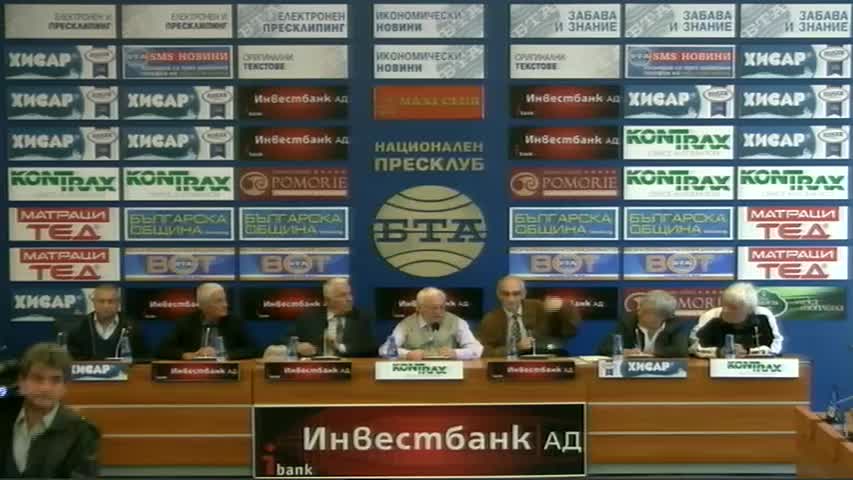 ЕЛЕКТРОНЕН И
ПРЕСКЛИПИНГ
ЕЛЕКТРОНЕН И
ПРЕСКЛИПИНГ
ЕЛЕКТРОНЕН И
ПРЕСКЛИПИНГ
ИКОНОМИЧЕСКИ
НОВИНИ
ЗАБАВА
И ЗНАНИЕ
ЗАБАВА
И ЗНАНИЕ
ЗАБАВА
И ЗНАНИЕ
ХИСАР
SMS НОВИНИ
ОРИГИНАЛНИ
ТЕКСТОВЕ
ИКОНОМИЧЕСКИ
НОВИНИ
ОРИГИНАЛНИ
ТЕКСТОВЕ
SMS НОВИНИ
ХИСАР
ХИСАР
ХИСАР
ИНВЕСТБАНК АД
MAXI CLUB
ИНВЕСТБАНК АД
ХИСАР
ХИСАР
ХИСАР
ХИСАР
ИНВЕСТБАНК АД
НАЦИОНАЛЕН
ПРЕСКЛУБ
ИНВЕСТБАНК АД
KONTRAX
ХИСАР
KONTRAX
KONTRAX
POMORIE
POMORIE
KONTRAX
KONTRAX
МАТРАЦИ
ТЕД
БЪЛГАРСКА
ОБЩИНА
БЪЛГАРСКА
ОБЩИНА
БТА
БЪЛГАРСКА
ОБЩИНА
БЪЛГАРСКА
ОБЩИНА
МАТРАЦИ
ТЕД
МАТРАЦИ
ТЕД
ВОТ
ВОТ
ВОТ
ВОТ
МАТРАЦИ
ТЕД
ХИСАР
ИНВЕСТБАНК АД
POMORIE
ХИСАР
ИНВЕСТБАНК АД
ИНВЕСТБАНК АД
KONTRAX
ИНВЕСТБАНК АД
ХИСАР
KONTRAX
ИНВЕСТБАНК АД
ibank